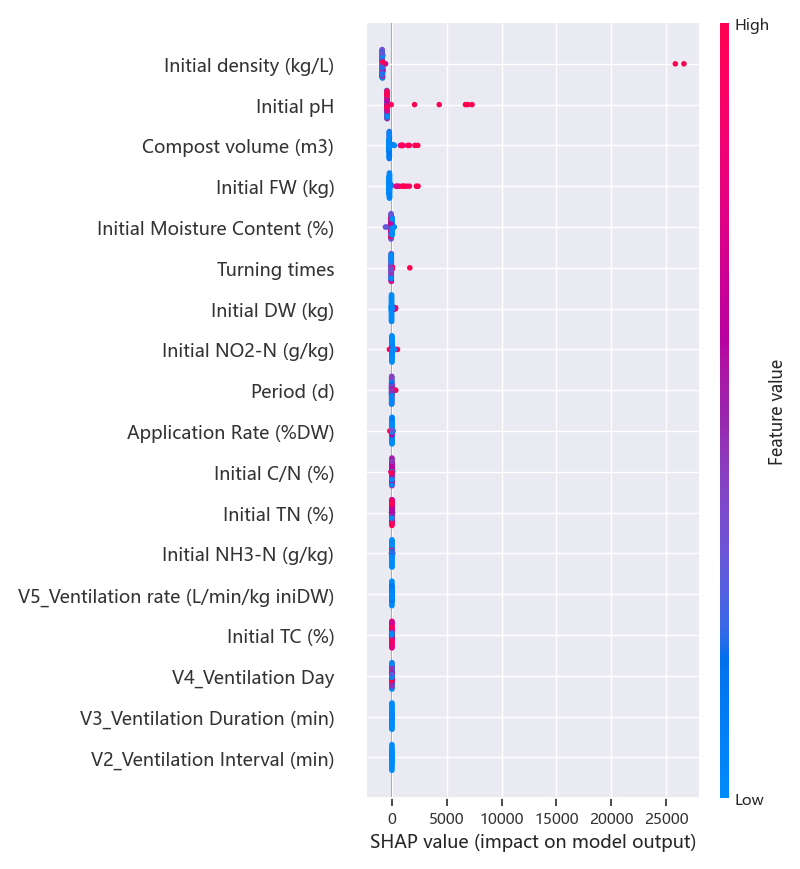 High
Initial density (kg/L)
Initial pH
Compost volume (m3)
Initial FW (kg)
Initial Moisture Content (%)
Turning times
Initial DW (kg)
Initial NO2-N (g/kg)
Period (d)
Application Rate (%DW)
Initial C/N (%)
Initial TN (%)
Initial NH3-N (g/kg)
V5_Ventilation rate (L/min/kg iniDW)
Initial TC (%)
V4_Ventilation Day
V3_Ventilation Duration (min)
V2_Ventilation Interval (min)
Feature value
Low
0 5000 10000 15000 20000 25000
SHAP value (impact on model output)